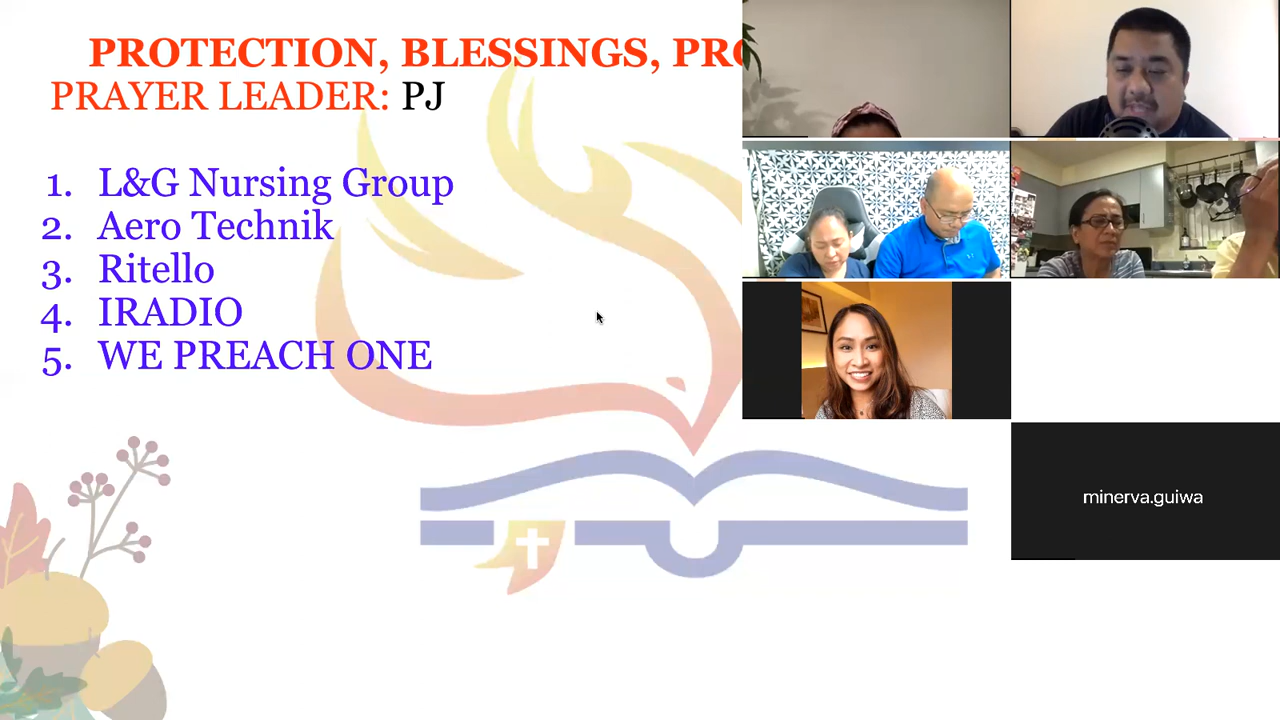 PROTECTION, BLESSINGS,
PRAYER LEADER: PJ
1. L&G Nursing Group
2. Aero Technik
3. Ritello
4. IRADIO
5. WE PREACH ONE
minerva.guiwa